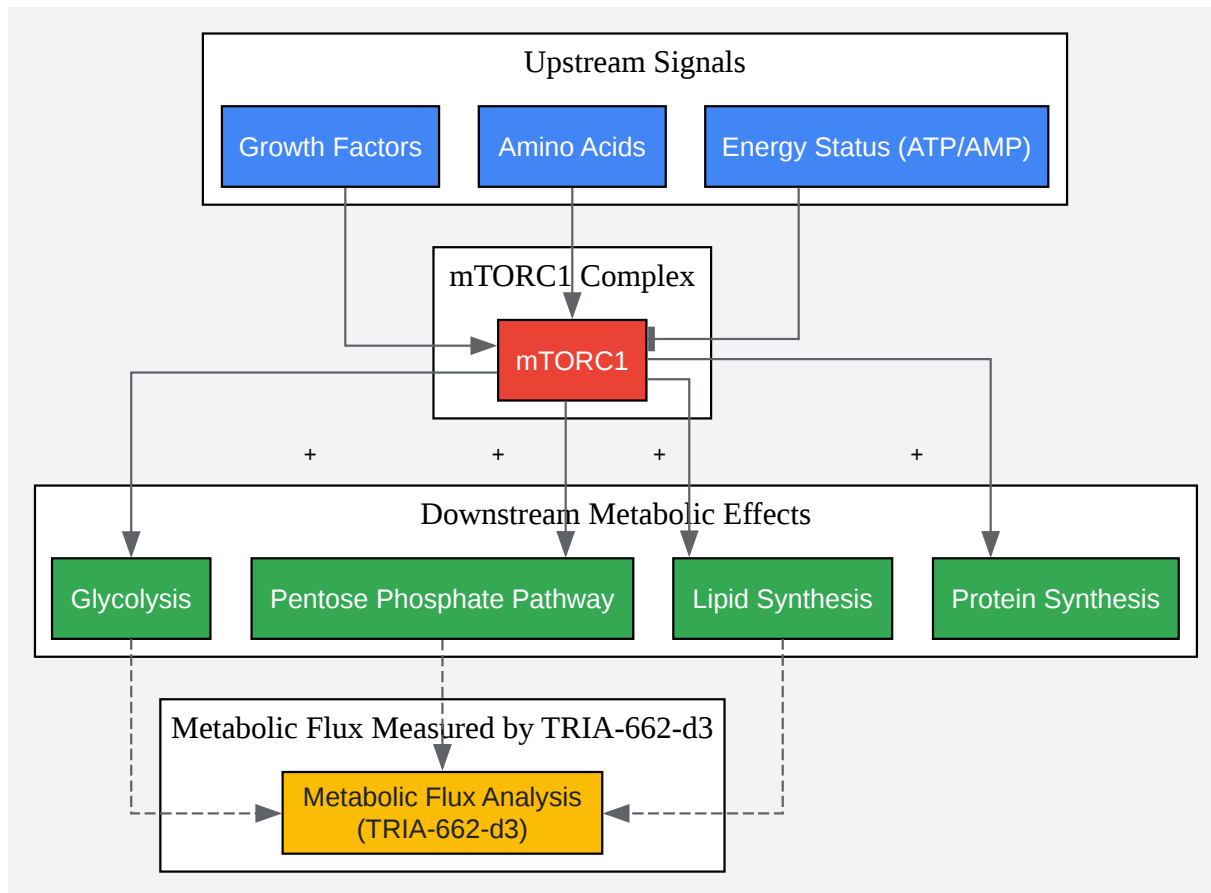 Upstream Signals
Growth Factors
Amino Acids
Energy Status (ATP/AMP)
mTORC1 Complex
mTORC1
+
+
+
+
Downstream Metabolic Effects
Glycolysis
Pentose Phosphate Pathway
Lipid Synthesis
Protein Synthesis
Metabolic Flux Measured by TRIA-662-d3
Metabolic Flux Analysis
(TRIA-662-d3)